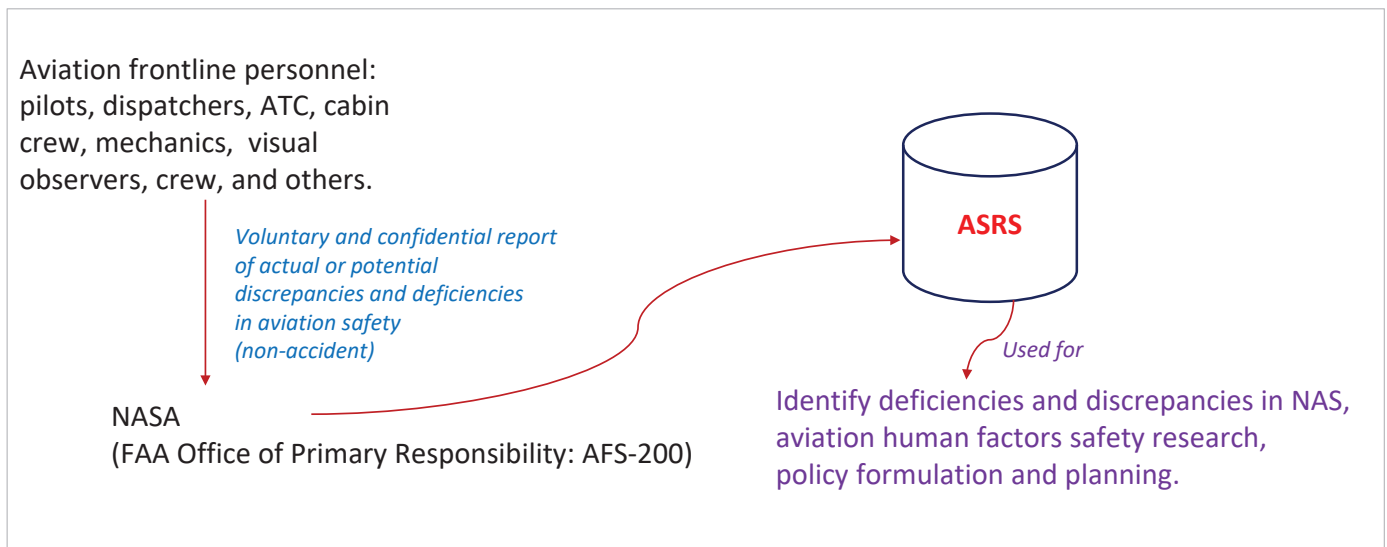 Aviation frontline personnel:
pilots, dispatchers, ATC, cabin
crew, mechanics, visual
observers, crew, and others.
Voluntary and confidential report
of actual or potential
discrepancies and deficiencies
in aviation safety
(non-accident)
NASA
(FAA Office of Primary Responsibility: AFS-200)
ASRS
Used for
Identify deficiencies and discrepancies in NAS,
aviation human factors safety research,
policy formulation and planning.